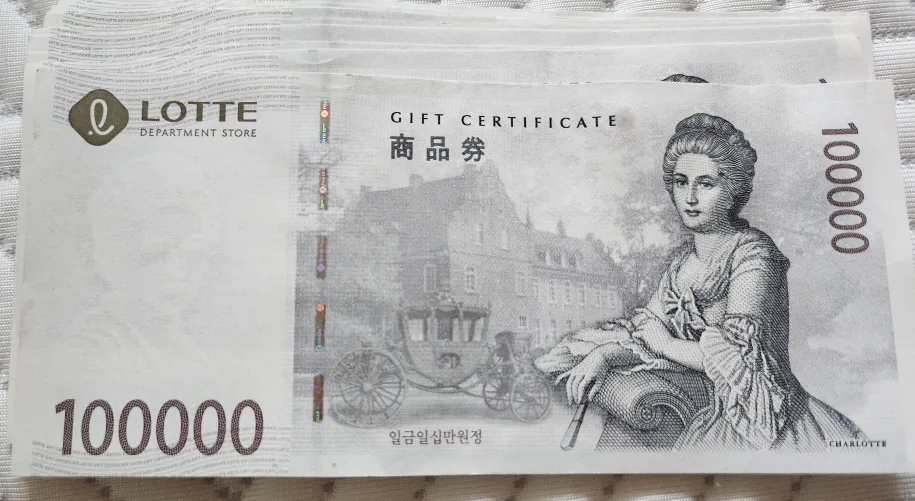 LOTTE
DEPARTMENT STORE
GIFT CERTIFICATE
商品券
100000
100000
일금일십만원정
CHARLOTTE